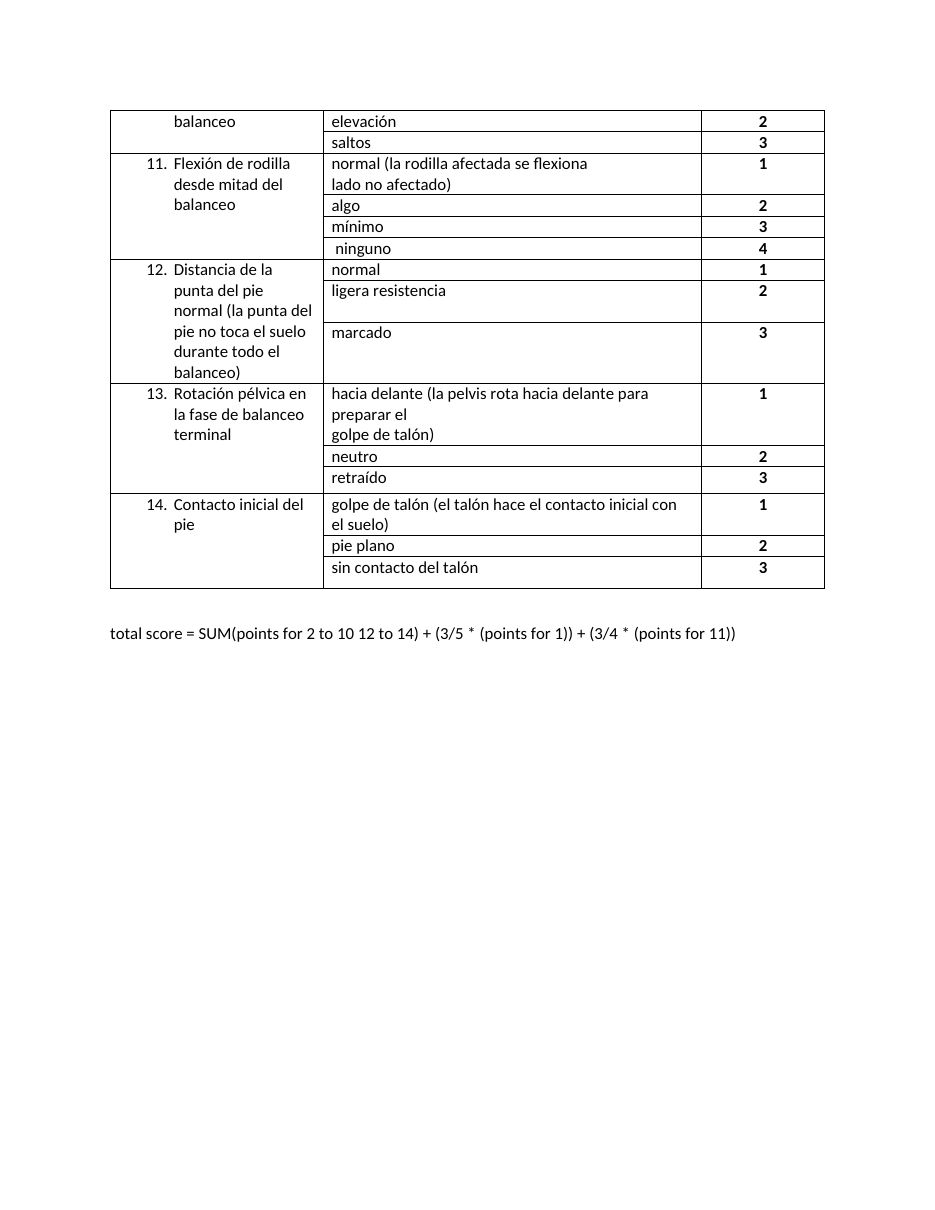 balanceo
elevación 2
saltos 3
11. Flexión de rodilla
desde mitad del
balanceo
normal (la rodilla afectada se flexiona
lado no afectado)
1
algo 2
mínimo 3
ninguno 4
12. Distancia de la
punta del pie
normal (la punta del
pie no toca el suelo
durante todo el
balanceo)
normal 1
ligera resistencia 2
marcado 3
13. Rotación pélvica en
la fase de balanceo
terminal
hacia delante (la pelvis rota hacia delante para
preparar el
golpe de talón)
1
neutro 2
retraído 3
14. Contacto inicial del
pie
golpe de talón (el talón hace el contacto inicial con
el suelo)
1
pie plano 2
sin contacto del talón 3
total score = SUM(points for 2 to 10 12 to 14) + (3/5 * (points for 1)) + (3/4 * (points for 11))